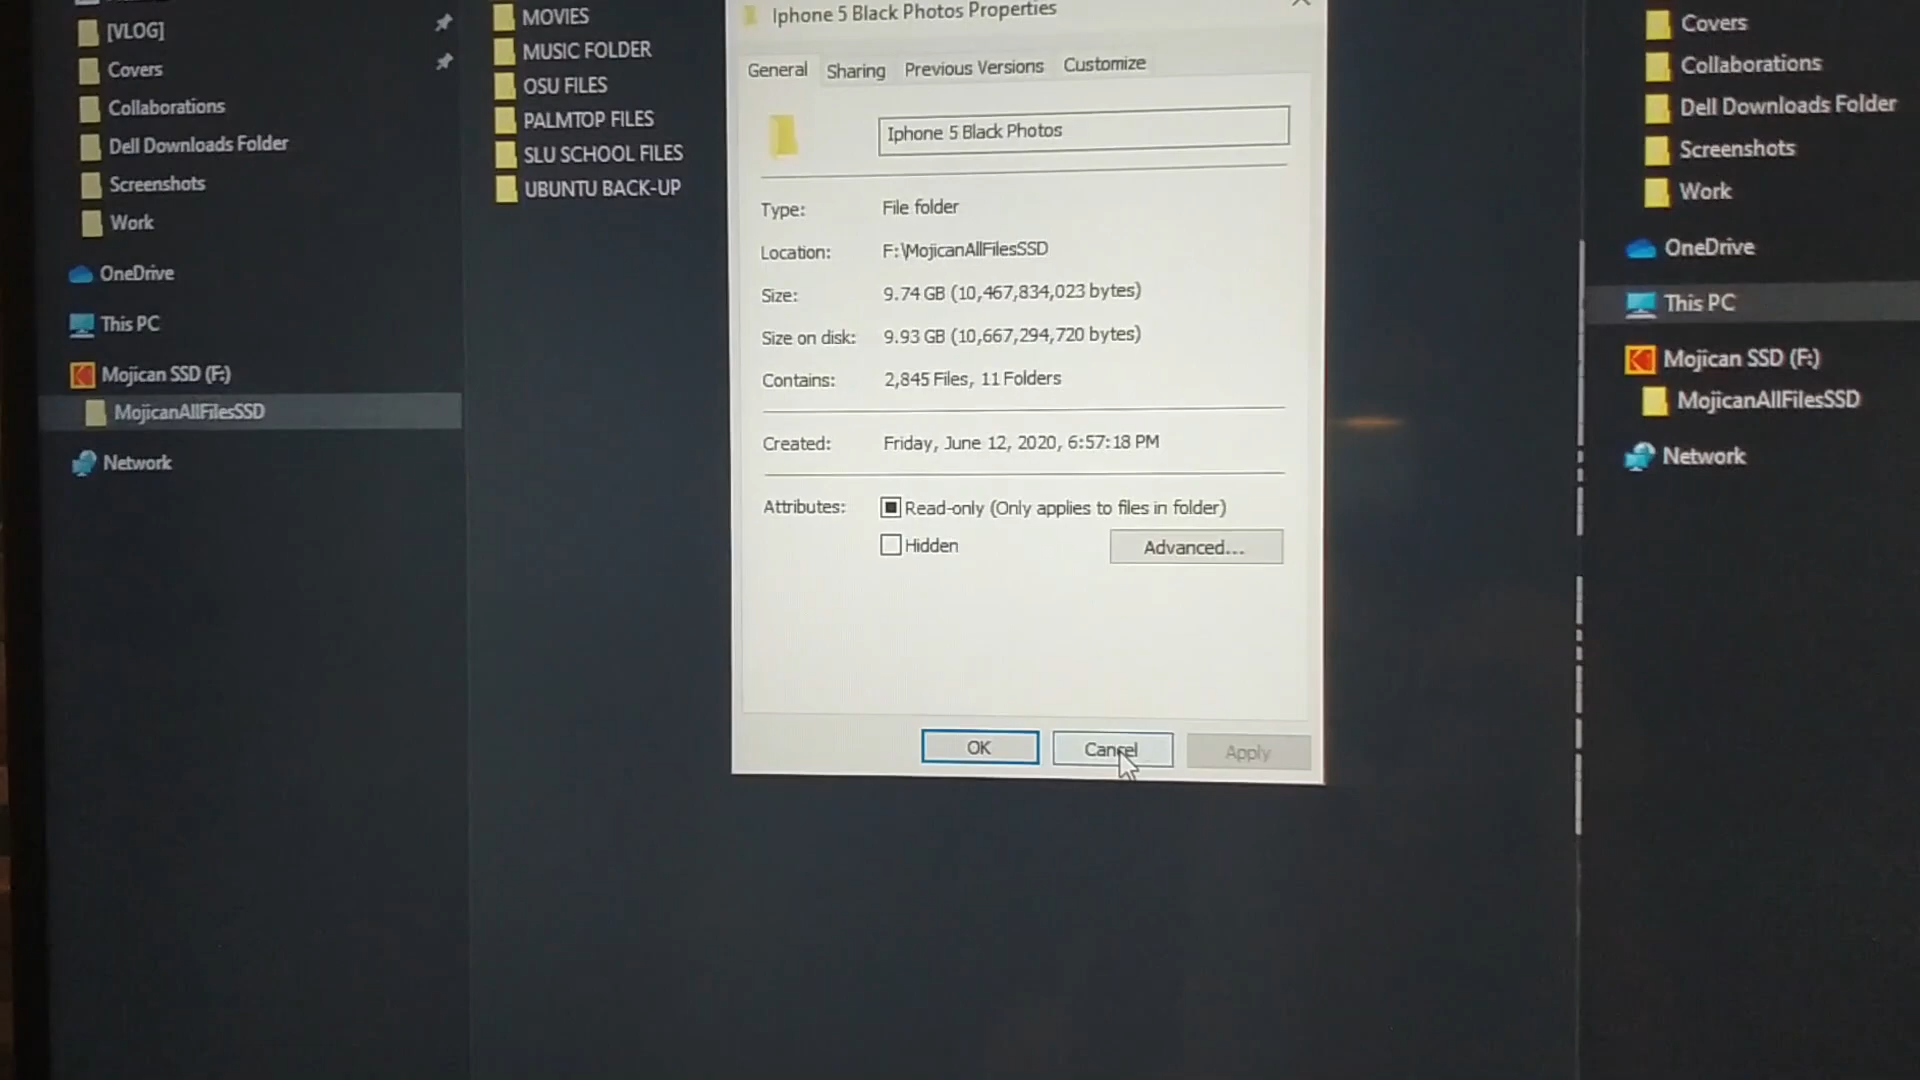 [VLOG]
Covers
Collaborations
Dell Downloads Folder
Screenshots
Work
OneDrive
This PC
Mojican SSD (F:)
MojicanAllFilesSSD
Network
MOVIES
MUSIC FOLDER
OSU FILES
PALMTOP FILES
SLU SCHOOL FILES
UBUNTU BACK-UP
Iphone 5 Black Photos Properties
General Sharing Previous Versions Customize
Iphone 5 Black Photos
Type: File folder
Location: F:\MojicanAllFilesSSD
Size: 9.74 GB (10,467,834,023 bytes)
Size on disk: 9.93 GB (10,667,294,720 bytes)
Contains: 2,845 Files, 11 Folders
Created: Friday, June 12, 2020, 6:57:18 PM
Attributes: Read-only (Only applies to files in folder)
Hidden Advanced...
OK Cancel Apply
Covers
Collaborations
Dell Downloads Folder
Screenshots
Work
OneDrive
This PC
Mojican SSD (F:)
MojicanAllFilesSSD
Network